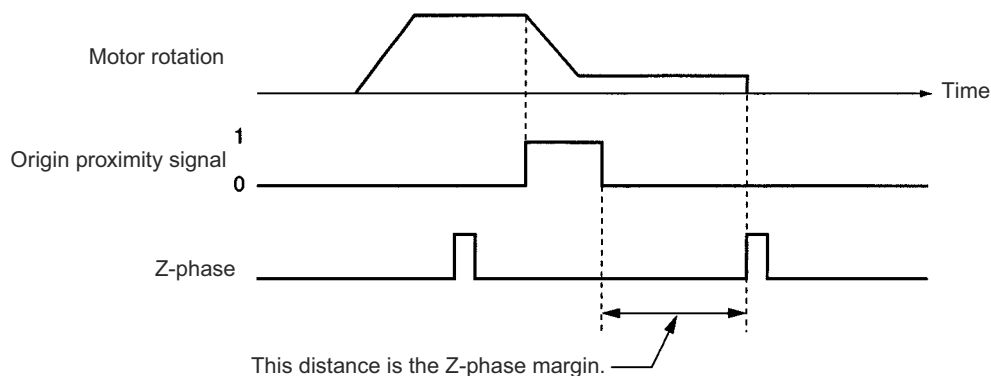 Motor rotation
Time
1
Origin proximity signal
0
Z-phase
This distance is the Z-phase margin.